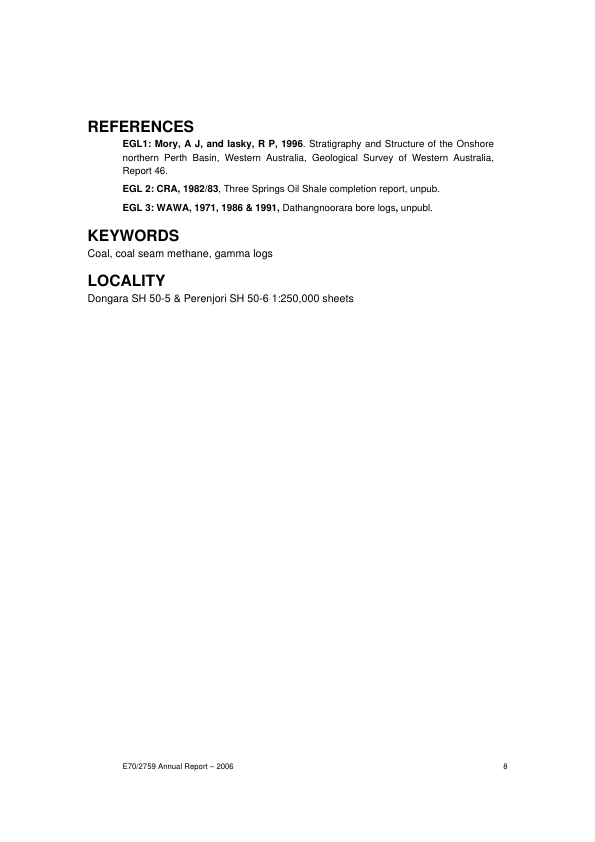 REFERENCES
EGL1: Mory, A J, and Iasky, R P, 1996. Stratigraphy and Structure of the Onshore
northern Perth Basin, Western Australia, Geological Survey of Western Australia,
Report 46.
EGL 2: CRA, 1982/83, Three Springs Oil Shale completion report, unpub.
EGL 3: WAWA, 1971, 1986 & 1991, Dathangnoorara bore logs, unpubl.
KEYWORDS
Coal, coal seam methane, gamma logs
LOCALITY
Dongara SH 50-5 & Perenjori SH 50-6 1:250,000 sheets
E70/2759 Annual Report – 2006 8